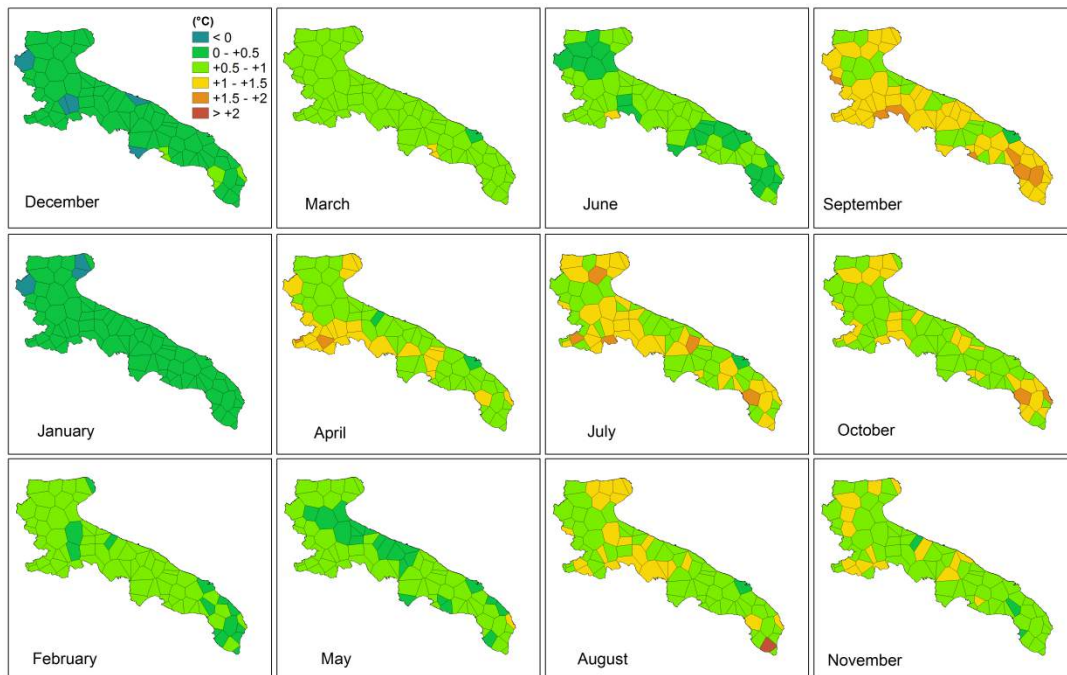 (°C)
< 0
0 - +0.5
+0.5 - +1
+1 - +1.5
+1.5 - +2
> +2
December
March
June
September
January
April
July
October
February
May
August
November